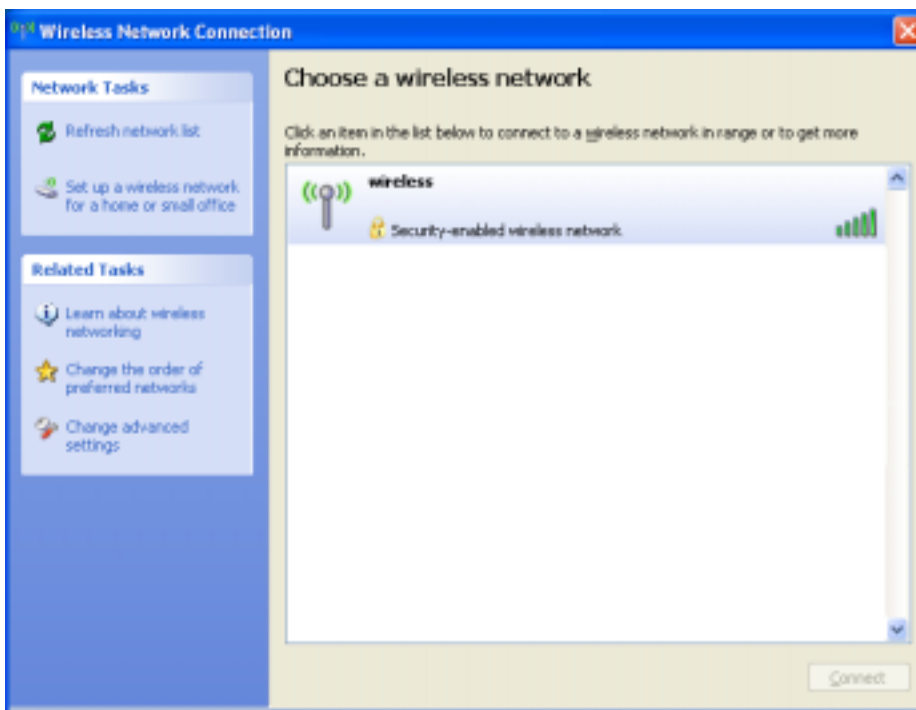 Wireless Network Connection
Network Tasks
Refresh network list
Set up a wireless network
for a home or small office
Related Tasks
Learn about wireless
networking
Change the order of
preferred networks
Change advanced
settings
Choose a wireless network
Click an item in the list below to connect to a wireless network in range or to get more
information.
wireless
Security-enabled wireless network
Connect